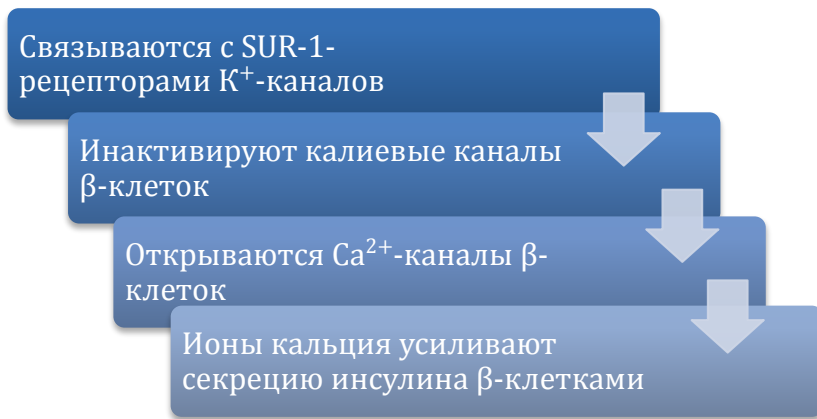 Связываются с SUR-1-
рецепторами К⁺-каналов
Инактивируют калиевые каналы
β-клеток
Открываются Ca²⁺-каналы β-
клеток
Ионы кальция усиливают
секрецию инсулина β-клетками